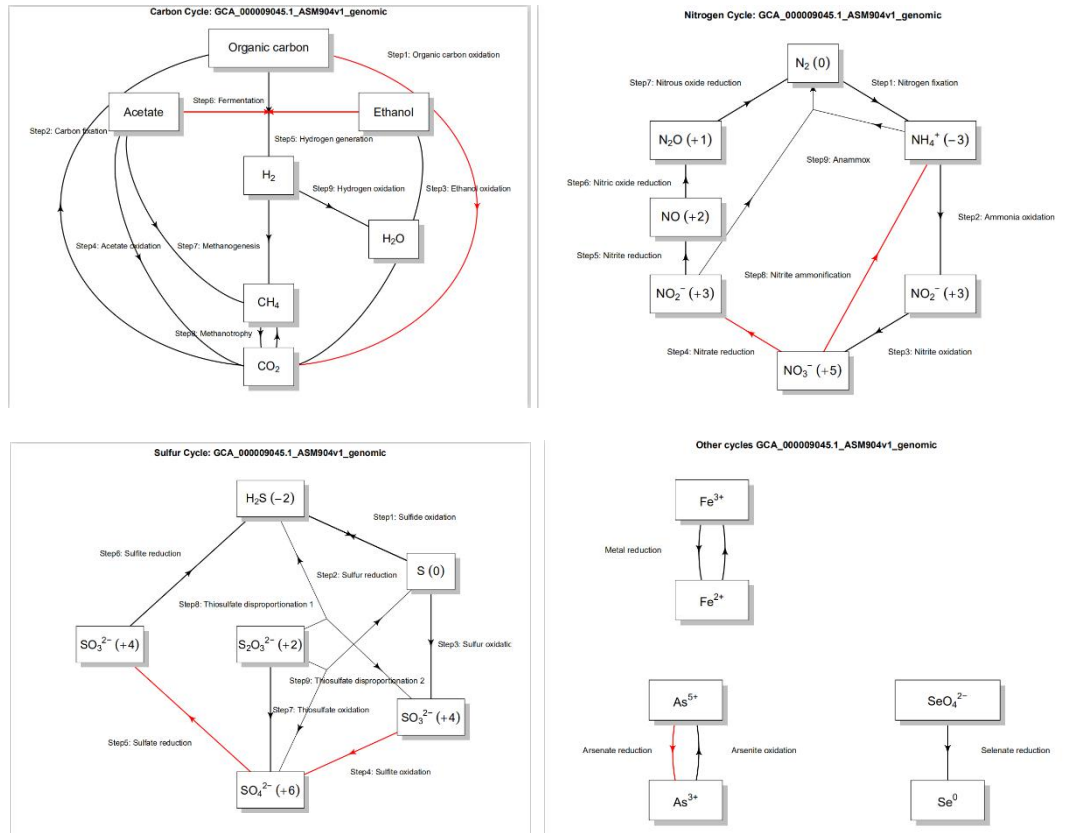 Carbon Cycle: GCA_000009045.1_ASM904v1_genomic
Organic carbon
Step1: Organic carbon oxidation
Step6: Fermentation
Acetate
Ethanol
Step2: Carbon fixation
Step5: Hydrogen generation
H₂
Step9: Hydrogen oxidation
Step3: Ethanol oxidation
H₂O
Step4: Acetate oxidation
Step7: Methanogenesis
CH₄
Step8: Methanotrophy
CO₂
Nitrogen Cycle: GCA_000009045.1_ASM904v1_genomic
N₂ (0)
Step7: Nitrous oxide reduction
Step1: Nitrogen fixation
N₂O (+1)
NH₄⁺ (−3)
Step9: Anammox
Step6: Nitric oxide reduction
NO (+2)
Step2: Ammonia oxidation
Step5: Nitrite reduction
Step8: Nitrite ammonification
NO₂⁻ (+3)
NO₂⁻ (+3)
Step4: Nitrate reduction
Step3: Nitrite oxidation
NO₃⁻ (+5)
Sulfur Cycle: GCA_000009045.1_ASM904v1_genomic
H₂S (−2)
Step1: Sulfide oxidation
Step6: Sulfite reduction
Step2: Sulfur reduction
S (0)
Step8: Thiosulfate disproportionation 1
SO₃²⁻ (+4)
S₂O₃²⁻ (+2)
Step3: Sulfur oxidatic
Step9: Thiosulfate disproportionation 2
Step7: Thiosulfate oxidation
SO₃²⁻ (+4)
Step5: Sulfate reduction
Step4: Sulfite oxidation
SO₄²⁻ (+6)
Other cycles GCA_000009045.1_ASM904v1_genomic
Fe³⁺
Metal reduction
Fe²⁺
As⁵⁺
SeO₄²⁻
Arsenate reduction
Arsenite oxidation
Selenate reduction
As³⁺
Se⁰